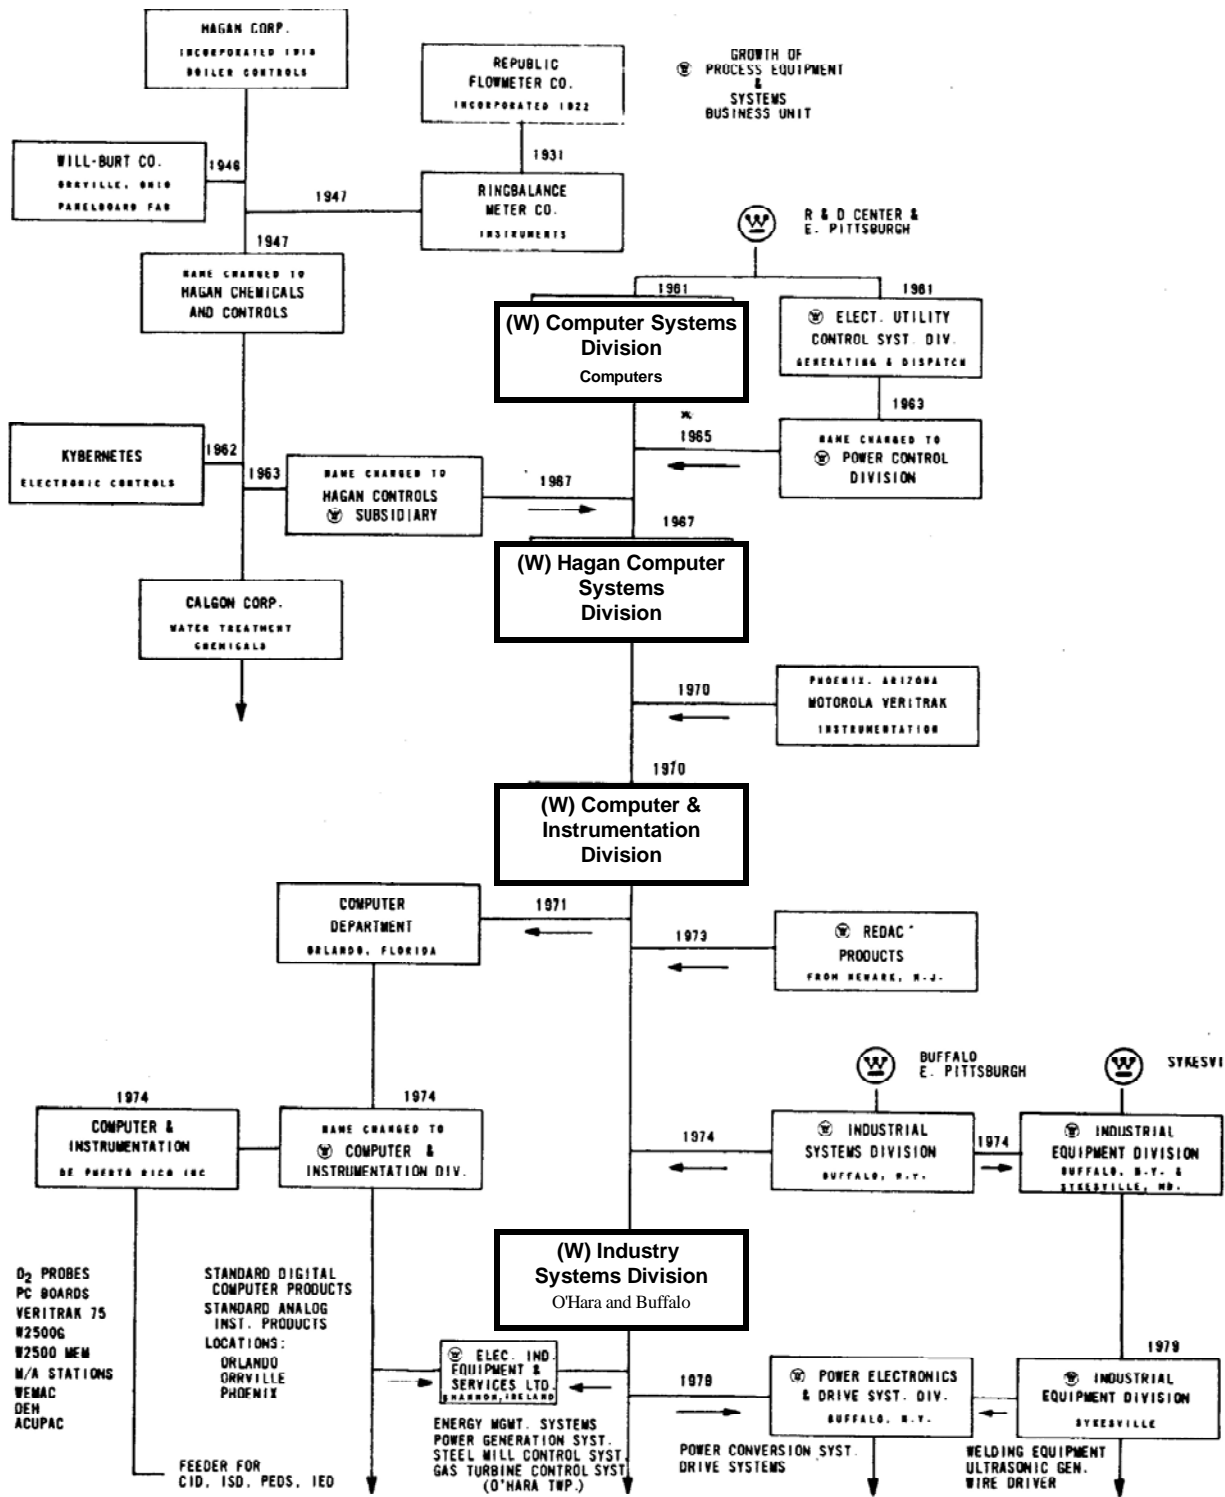 HAGAN CORP.
INCORPORATED 1918
BOILER CONTROLS
REPUBLIC
FLOWMETER CO.
INCORPORATED 1922
GROWTH OF
PROCESS EQUIPMENT
&
SYSTEMS
BUSINESS UNIT
WILL-BURT CO.
ORRVILLE, OHIO
PANELBOARD FAB
1946
1931
1947
RINGBALANCE
METER CO.
INSTRUMENTS
R & D CENTER &
E. PITTSBURGH
1947
NAME CHANGED TO
HAGAN CHEMICALS
AND CONTROLS
1961
(W) Computer Systems
Division
Computers
1961
ELECT. UTILITY
CONTROL SYST. DIV.
GENERATING & DISPATCH
1963
KYBERNETES
ELECTRONIC CONTROLS
1962
1963
NAME CHANGED TO
HAGAN CONTROLS
SUBSIDIARY
1967
1965
NAME CHANGED TO
POWER CONTROL
DIVISION
1967
(W) Hagan Computer
Systems
Division
CALGON CORP.
WATER TREATMENT
CHEMICALS
1970
PHOENIX, ARIZONA
MOTOROLA VERITRAK
INSTRUMENTATION
1970
(W) Computer &
Instrumentation
Division
COMPUTER
DEPARTMENT
ORLANDO, FLORIDA
1971
1973
REDAC
PRODUCTS
FROM NEWARK, N.J.
BUFFALO
E. PITTSBURGH
SYKESVI
1974
COMPUTER &
INSTRUMENTATION
DE PUERTO RICO INC
1974
NAME CHANGED TO
COMPUTER &
INSTRUMENTATION DIV.
1974
INDUSTRIAL
SYSTEMS DIVISION
BUFFALO, N.Y.
1974
INDUSTRIAL
EQUIPMENT DIVISION
BUFFALO, N.Y. &
SYKESVILLE, MD.
(W) Industry
Systems Division
O'Hara and Buffalo
O2 PROBES
PC BOARDS
VERITRAK 75
W2500G
W2500 MEM
M/A STATIONS
WEMAC
DEH
ACUPAC
STANDARD DIGITAL
COMPUTER PRODUCTS
STANDARD ANALOG
INST. PRODUCTS
LOCATIONS:
ORLANDO
ORRVILLE
PHOENIX
ELEC. IND.
EQUIPMENT &
SERVICES LTD.
SHANNON, IRELAND
1979
POWER ELECTRONICS
& DRIVE SYST. DIV.
BUFFALO, N.Y.
1979
INDUSTRIAL
EQUIPMENT DIVISION
SYKESVILLE
ENERGY MGMT. SYSTEMS
POWER GENERATION SYST.
STEEL MILL CONTROL SYST.
GAS TURBINE CONTROL SYST.
(O'HARA TWP.)
POWER CONVERSION SYST.
DRIVE SYSTEMS
WELDING EQUIPMENT
ULTRASONIC GEN.
WIRE DRIVER
FEEDER FOR
CID, ISD, PEDS, IED